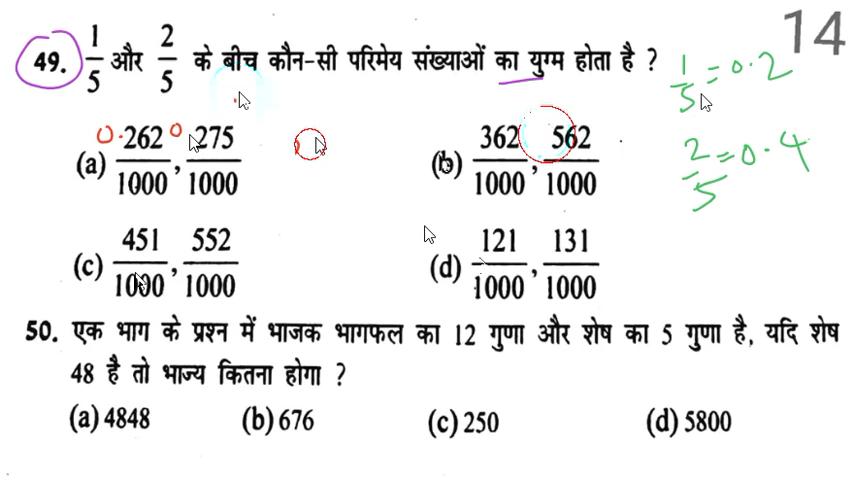 14
49. 1/5 और 2/5 के बीच कौन-सी परिमेय संख्याओं का युग्म होता है ?
1/5 = 0.2
2/5 = 0.4
(a) 0.262/1000, 0 275/1000 (b) 362/1000, 562/1000
(c) 451/1000, 552/1000 (d) 121/1000, 131/1000
50. एक भाग के प्रश्न में भाजक भागफल का 12 गुणा और शेष का 5 गुणा है, यदि शेष
48 है तो भाज्य कितना होगा ?
(a) 4848 (b) 676 (c) 250 (d) 5800